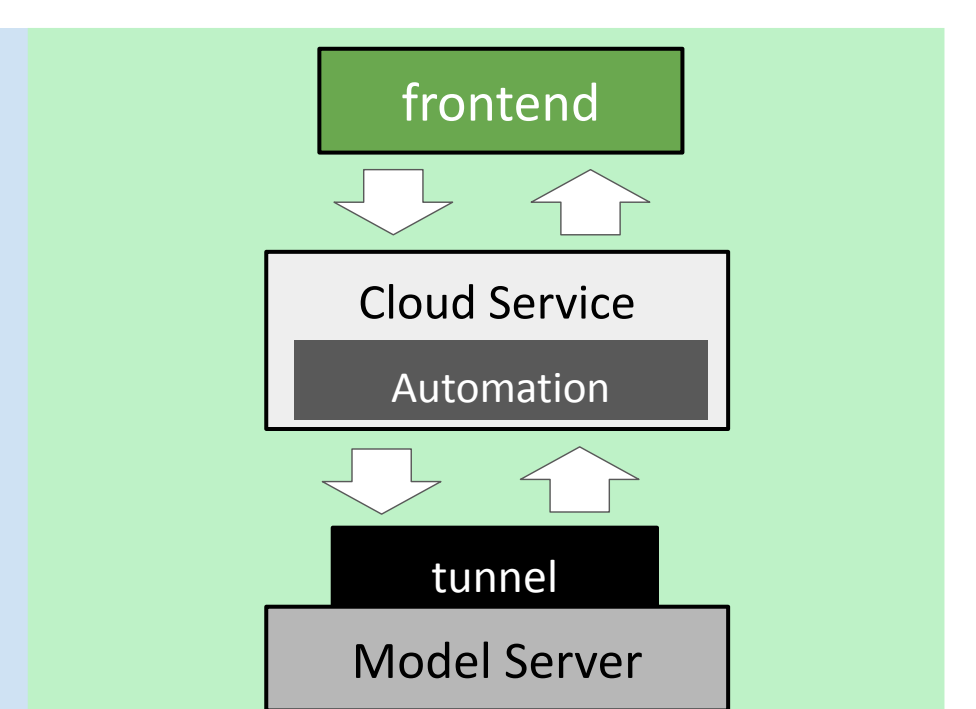 frontend
Cloud Service
Automation
tunnel
Model Server